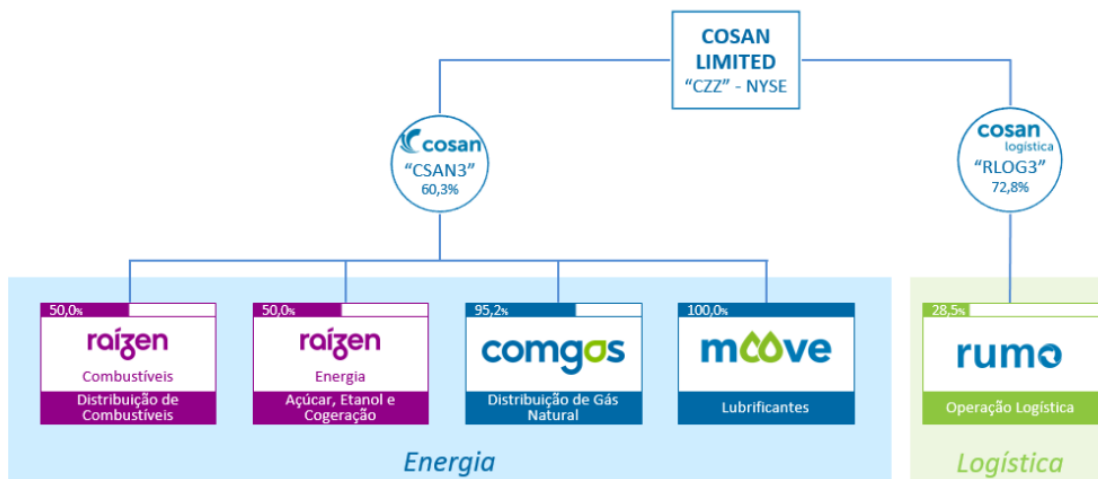 COSAN
LIMITED
"CZZ" - NYSE
cosan
"CSAN3"
60,3%
cosan
logística
"RLOG3"
72,8%
50,0%
raízen
Combustíveis
Distribuição de
Combustíveis
50,0%
raízen
Energia
Açúcar, Etanol e
Cogeração
95,2%
comgas
Distribuição de Gás
Natural
100,0%
moove
Lubrificantes
28,5%
rumo
Operação Logística
Energia
Logística